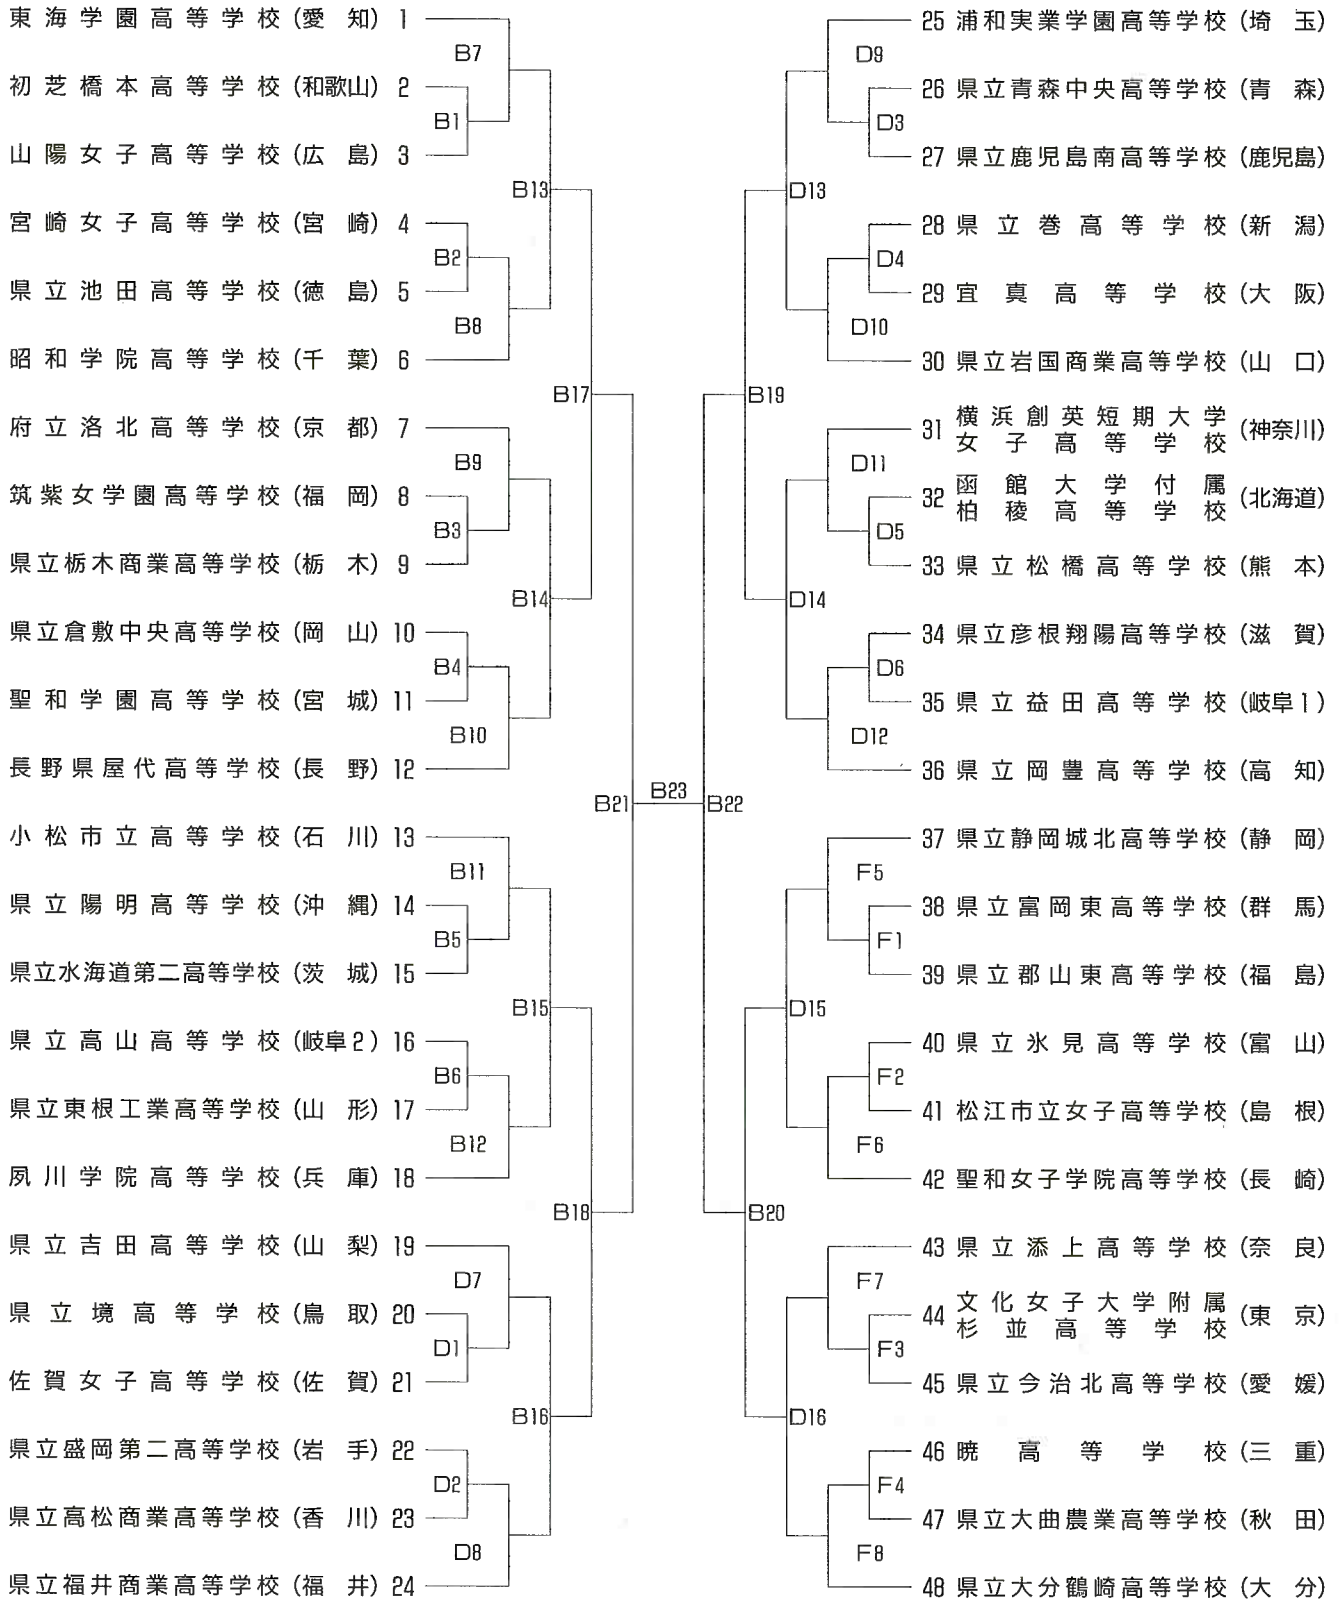 東海学園高等学校(愛知) 1
初芝橋本高等学校(和歌山) 2
山陽女子高等学校(広島) 3
宮崎女子高等学校(宮崎) 4
県立池田高等学校(徳島) 5
昭和学院高等学校(千葉) 6
府立洛北高等学校(京都) 7
筑紫女学園高等学校(福岡) 8
県立栃木商業高等学校(栃木) 9
県立倉敷中央高等学校(岡山) 10
聖和学園高等学校(宮城) 11
長野県屋代高等学校(長野) 12
小松市立高等学校(石川) 13
県立陽明高等学校(沖縄) 14
県立水海道第二高等学校(茨城) 15
県立高山高等学校(岐阜2) 16
県立東根工業高等学校(山形) 17
夙川学院高等学校(兵庫) 18
県立吉田高等学校(山梨) 19
県立境高等学校(鳥取) 20
佐賀女子高等学校(佐賀) 21
県立盛岡第二高等学校(岩手) 22
県立高松商業高等学校(香川) 23
県立福井商業高等学校(福井) 24
B7
B1
B13
B2
B8
B17
B9
B3
B14
B4
B10
B21
B11
B5
B15
B6
B12
B18
D7
D1
B16
D2
D8
B23
B22
D9
D3
D13
D4
D10
B19
D11
D5
D14
D6
D12
F5
F1
D15
F2
F6
B20
F7
F3
D16
F4
F8
25 浦和実業学園高等学校(埼玉)
26 県立青森中央高等学校(青森)
27 県立鹿児島南高等学校(鹿児島)
28 県立巻高等学校(新潟)
29 宜真高等学校(大阪)
30 県立岩国商業高等学校(山口)
31 横浜創英短期大学
女子高等学校(神奈川)
32 函館大学付属
柏稜高等学校(北海道)
33 県立松橋高等学校(熊本)
34 県立彦根翔陽高等学校(滋賀)
35 県立益田高等学校(岐阜1)
36 県立岡豊高等学校(高知)
37 県立静岡城北高等学校(静岡)
38 県立富岡東高等学校(群馬)
39 県立郡山東高等学校(福島)
40 県立氷見高等学校(富山)
41 松江市立女子高等学校(島根)
42 聖和女子学院高等学校(長崎)
43 県立添上高等学校(奈良)
44 文化女子大学附属
杉並高等学校(東京)
45 県立今治北高等学校(愛媛)
46 暁高等学校(三重)
47 県立大曲農業高等学校(秋田)
48 県立大分鶴崎高等学校(大分)